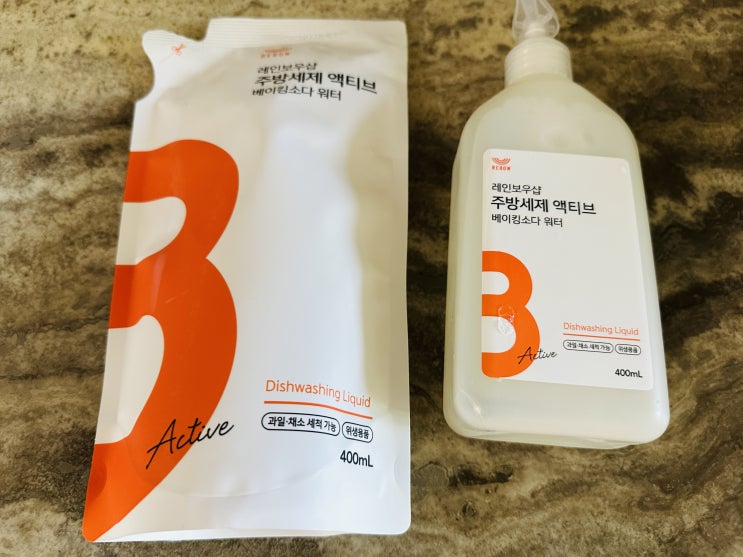 REBOW
레인보우샵
주방세제 액티브
베이킹소다 워터
B
Active
Dishwashing Liquid
과일·채소 세척 가능
위생용품
400mL
REBOW
레인보우샵
주방세제 액티브
베이킹소다 워터
B
Active
Dishwashing Liquid
과일·채소 세척 가능
위생용품
400mL